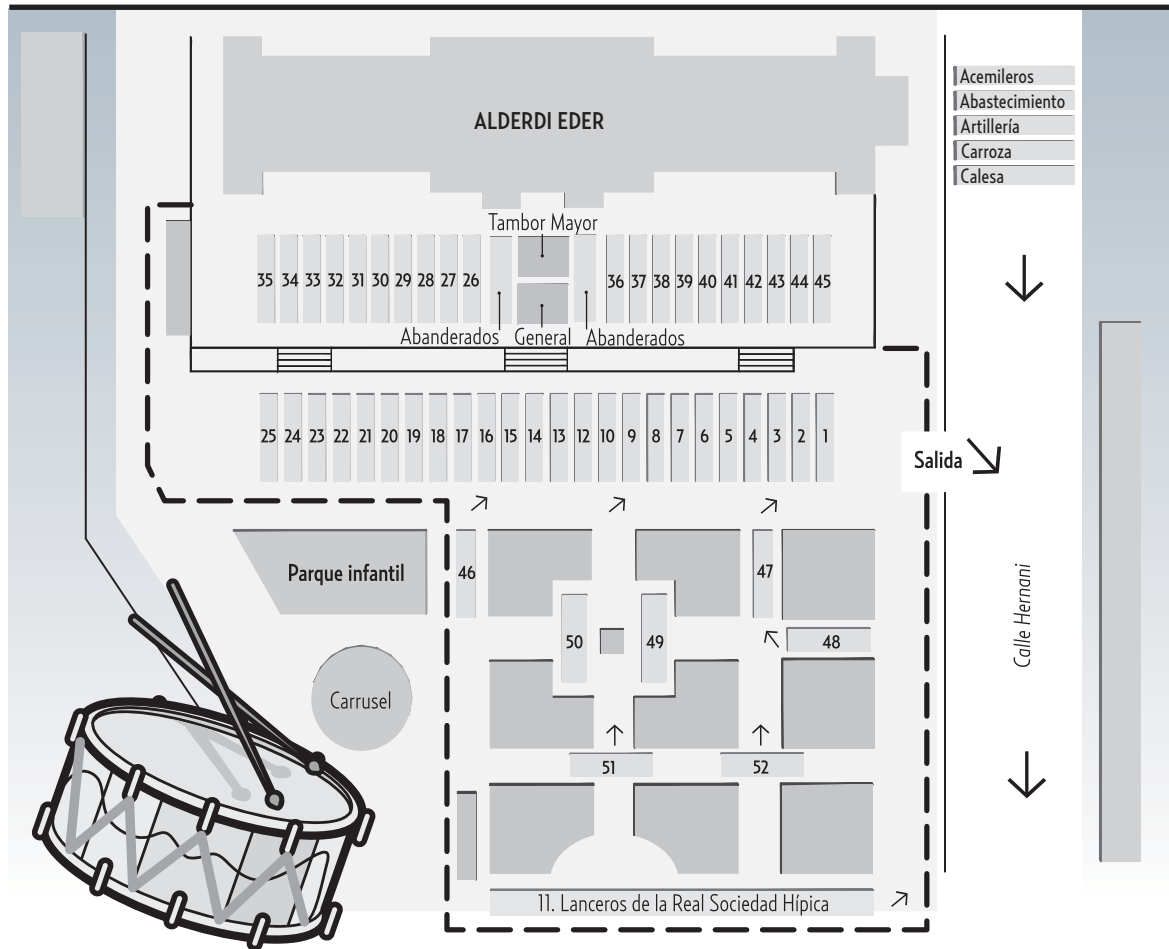 Acemileros
Abastecimiento
Artillería
Carroza
Calesa
ALDERDI EDER
Tambor Mayor
35 34 33 32 31 30 29 28 27 26 36 37 38 39 40 41 42 43 44 45
Abanderados General Abanderados
25 24 23 22 21 20 19 18 17 16 15 14 13 12 10 9 8 7 6 5 4 3 2 1
Salida
Parque infantil
46
47
50
49
48
Calle Hernani
Carrusel
51
52
11. Lanceros de la Real Sociedad Hípica